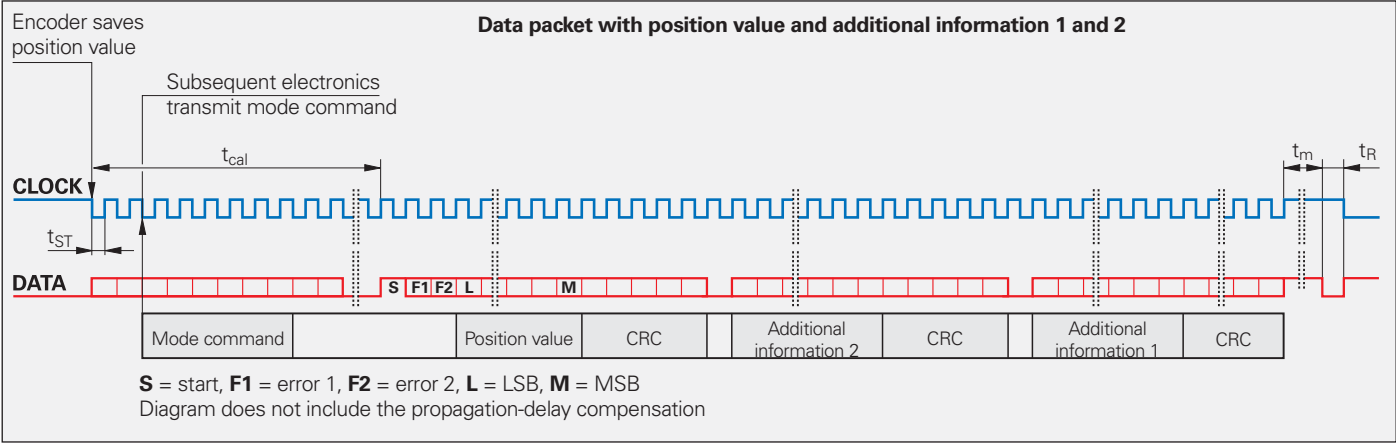 Encoder saves
position value
Data packet with position value and additional information 1 and 2
Subsequent electronics
transmit mode command
tcal
tm
tR
CLOCK
tST
DATA
S F1 F2 L M
Mode command
Position value
CRC
Additional
information 2
CRC
Additional
information 1
CRC
S = start, F1 = error 1, F2 = error 2, L = LSB, M = MSB
Diagram does not include the propagation-delay compensation